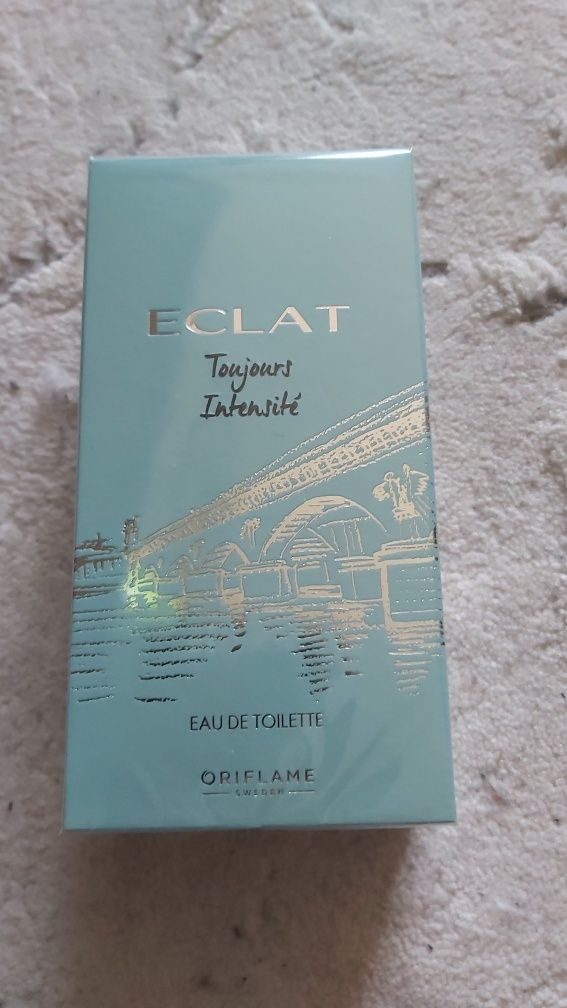 ECLAT
Toujours
Intensité
EAU DE TOILETTE
ORIFLAME
SWEDEN